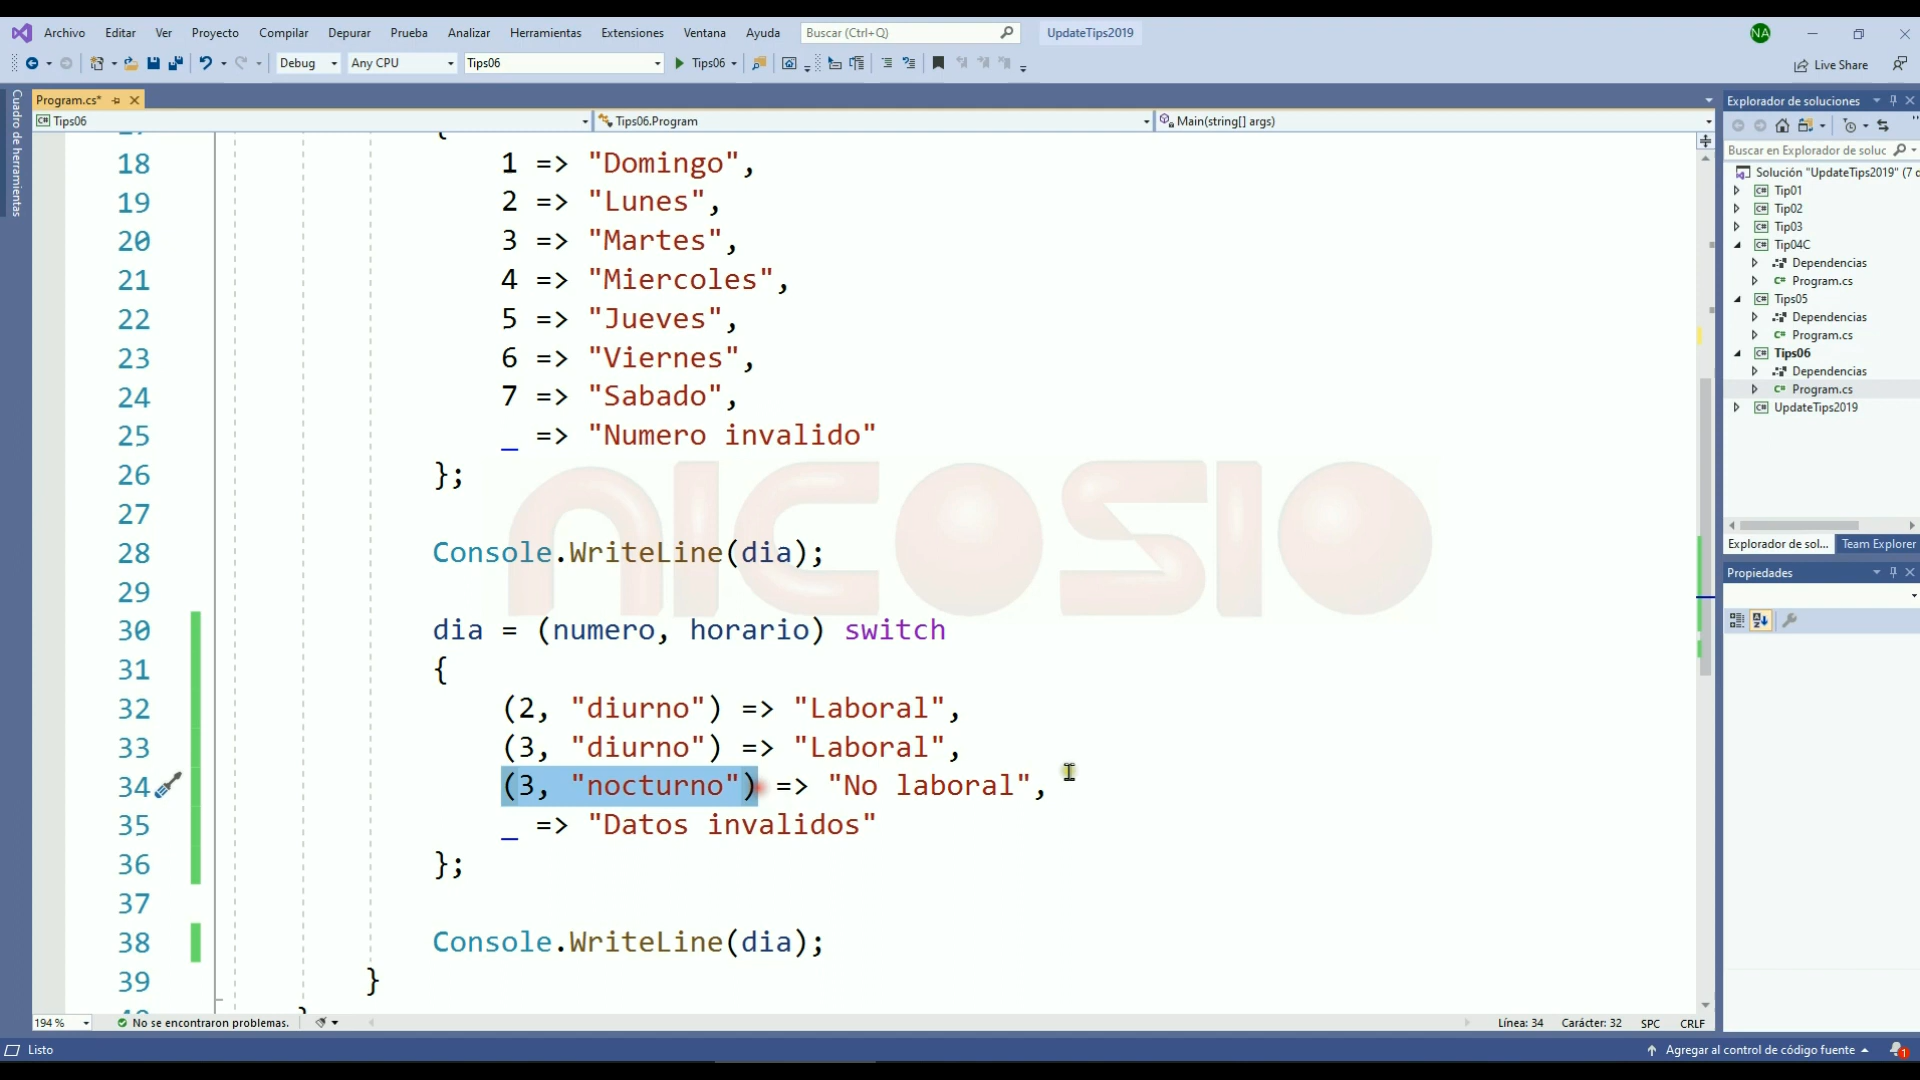 Archivo Editar Ver Proyecto Compilar Depurar Prueba Analizar Herramientas Extensiones Ventana Ayuda Buscar (Ctrl+Q) UpdateTips2019 NA
Debug Any CPU Tips06 Tips06 Live Share
Cuadro de herramientas
Program.cs*
Tips06 Tips06.Program Main(string[] args)
{
18 1 => "Domingo",
19 2 => "Lunes",
20 3 => "Martes",
21 4 => "Miercoles",
22 5 => "Jueves",
23 6 => "Viernes",
24 7 => "Sabado",
25 _ => "Numero invalido"
26 };
27
28 Console.WriteLine(dia);
29
30 dia = (numero, horario) switch
31 {
32 (2, "diurno") => "Laboral",
33 (3, "diurno") => "Laboral",
34 (3, "nocturno") => "No laboral",
35 _ => "Datos invalidos"
36 };
37
38 Console.WriteLine(dia);
39 }
NICOSIO
Explorador de soluciones
Buscar en Explorador de soluc
Solución "UpdateTips2019" (7 d
Tip01
Tip02
Tip03
Tip04C
Dependencias
C# Program.cs
Tips05
Dependencias
C# Program.cs
Tips06
Dependencias
C# Program.cs
UpdateTips2019
Explorador de sol... Team Explorer
Propiedades
194 % No se encontraron problemas. Línea: 34 Carácter: 32 SPC CRLF
Listo Agregar al control de código fuente 1